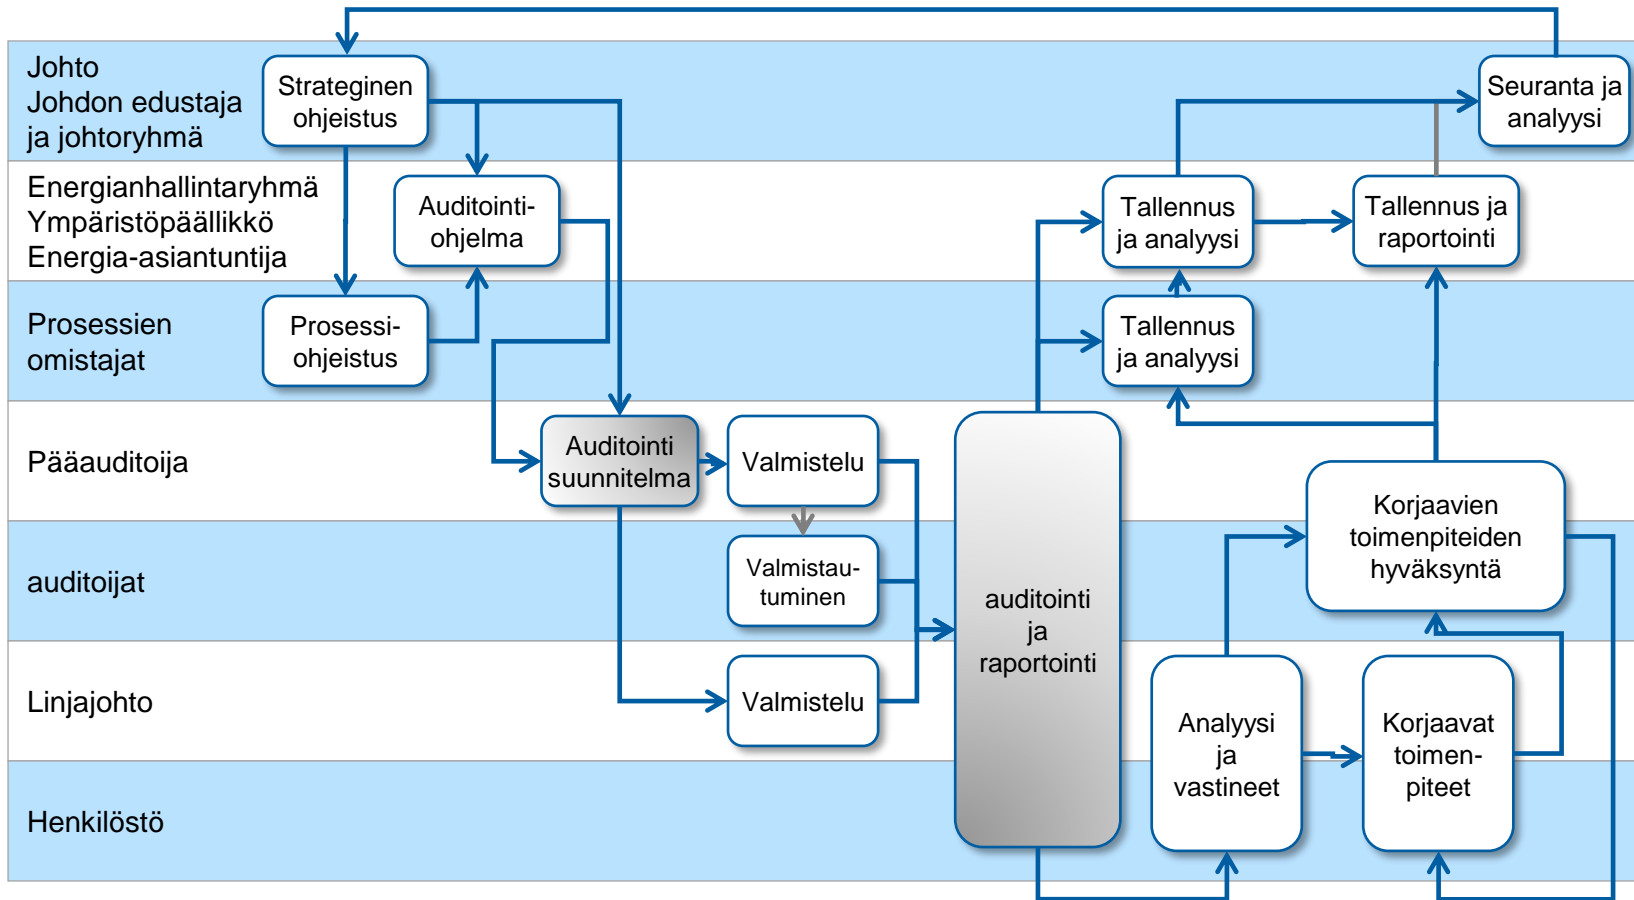 Johto
Johdon edustaja
ja johtoryhmä
Strateginen
ohjeistus
Seuranta ja
analyysi
Energianhallintaryhmä
Ympäristöpäällikkö
Energia-asiantuntija
Auditointi-
ohjelma
Tallennus
ja analyysi
Tallennus ja
raportointi
Prosessien
omistajat
Prosessi-
ohjeistus
Tallennus
ja analyysi
Pääauditoija
Auditointi
suunnitelma
Valmistelu
Korjaavien
toimenpiteiden
hyväksyntä
auditoijat
Valmistau-
tuminen
auditointi
ja
raportointi
Linjajohto
Valmistelu
Analyysi
ja
vastineet
Korjaavat
toimen-
piteet
Henkilöstö